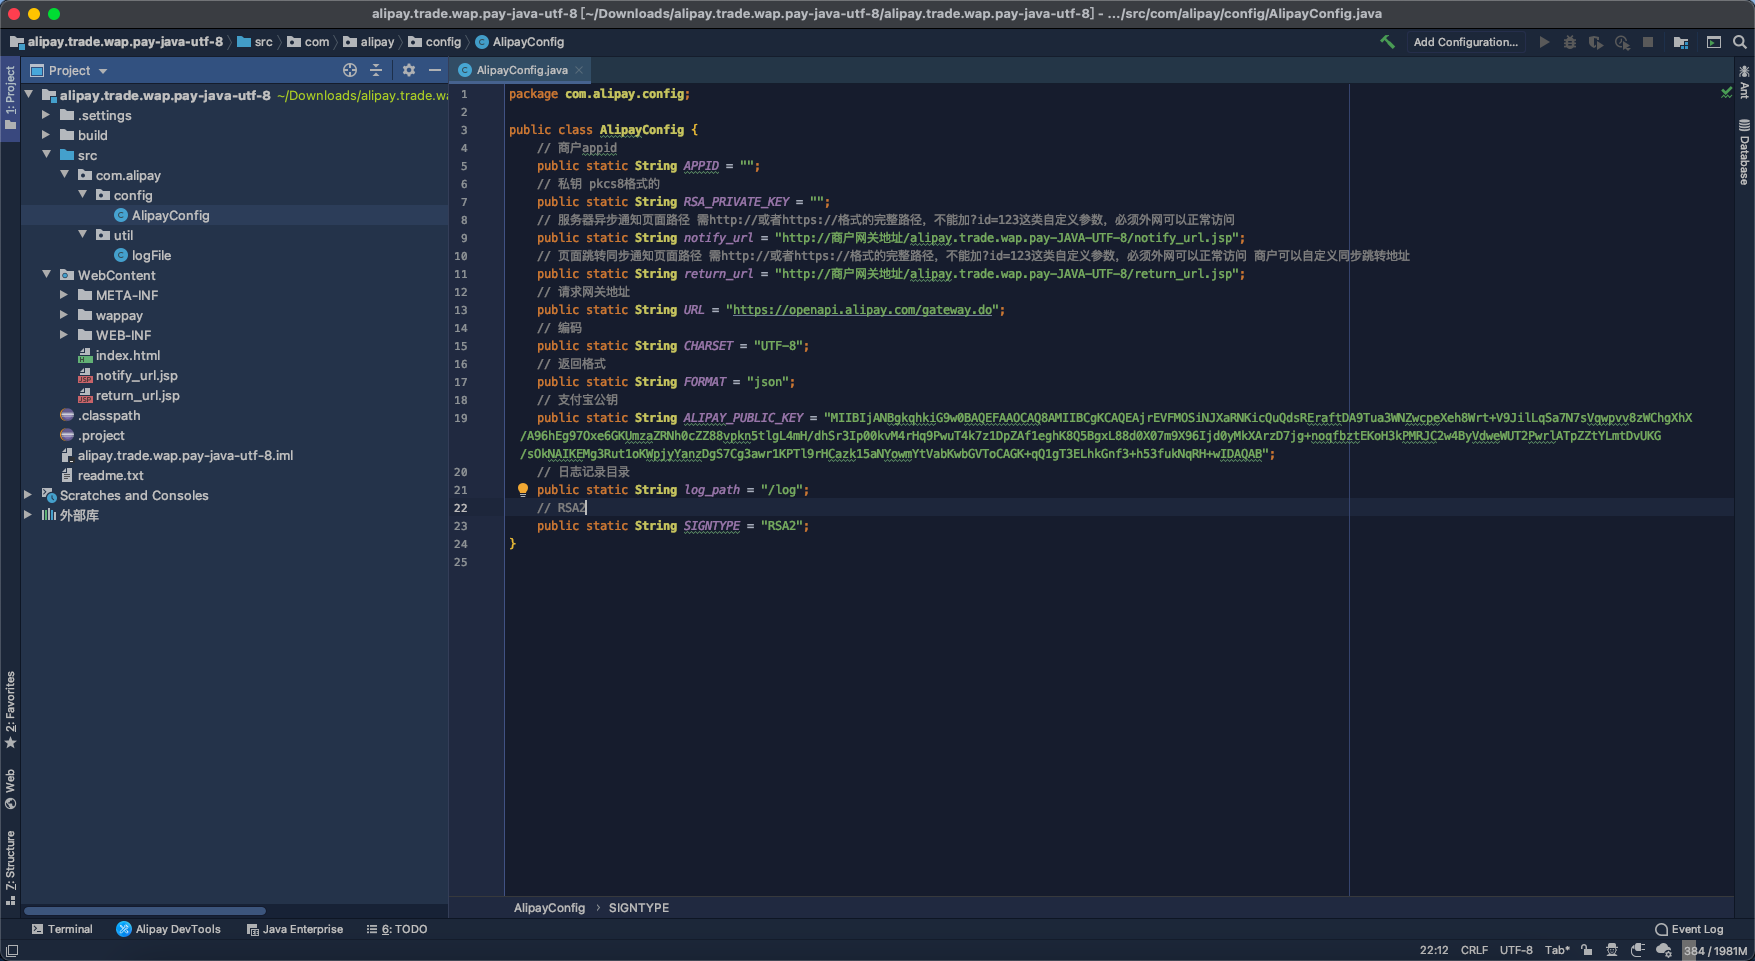 alipay.trade.wap.pay-java-utf-8 [~/Downloads/alipay.trade.wap.pay-java-utf-8/alipay.trade.wap.pay-java-utf-8] - .../src/com/alipay/config/AlipayConfig.java
alipay.trade.wap.pay-java-utf-8 src com alipay config AlipayConfig Add Configuration...
Project
AlipayConfig.java
1: Project
alipay.trade.wap.pay-java-utf-8 ~/Downloads/alipay.trade.wa
.settings
build
src
com.alipay
config
AlipayConfig
util
logFile
WebContent
META-INF
wappay
WEB-INF
index.html
notify_url.jsp
return_url.jsp
.classpath
.project
alipay.trade.wap.pay-java-utf-8.iml
readme.txt
Scratches and Consoles
外部库
2: Favorites
Web
Z: Structure
1 package com.alipay.config;
2
3 public class AlipayConfig {
4 // 商户appid
5 public static String APPID = "";
6 // 私钥 pkcs8格式的
7 public static String RSA_PRIVATE_KEY = "";
8 // 服务器异步通知页面路径 需http://或者https://格式的完整路径，不能加?id=123这类自定义参数，必须外网可以正常访问
9 public static String notify_url = "http://商户网关地址/alipay.trade.wap.pay-JAVA-UTF-8/notify_url.jsp";
10 // 页面跳转同步通知页面路径 需http://或者https://格式的完整路径，不能加?id=123这类自定义参数，必须外网可以正常访问 商户可以自定义同步跳转地址
11 public static String return_url = "http://商户网关地址/alipay.trade.wap.pay-JAVA-UTF-8/return_url.jsp";
12 // 请求网关地址
13 public static String URL = "https://openapi.alipay.com/gateway.do";
14 // 编码
15 public static String CHARSET = "UTF-8";
16 // 返回格式
17 public static String FORMAT = "json";
18 // 支付宝公钥
19 public static String ALIPAY_PUBLIC_KEY = "MIIBIjANBgkqhkiG9w0BAQEFAAOCAQ8AMIIBCgKCAQEAjrEVFMOSiNJXaRNKicQuQdsREraftDA9Tua3WNZwcpeXeh8Wrt+V9JilLqSa7N7sVqwpvv8zWChgXhX
/A96hEg97Oxe6GKUmzaZRNh0cZZ88vpkn5tlgL4mH/dhSr3Ip00kvM4rHq9PwuT4k7z1DpZAf1eghK8Q5BgxL88d0X07m9X96Ijd0yMkXArzD7jg+noqfbztEKoH3kPMRJC2w4ByVdweWUT2PwrlATpZZtYLmtDvUKG
/sOkNAIKEMg3Rut1oKWpjyYanzDgS7Cg3awr1KPTl9rHCazk15aNYowmYtVabKwbGVToCAGK+qQ1gT3ELhkGnf3+h53fukNqRH+wIDAQAB";
20 // 日志记录目录
21 public static String log_path = "/log";
22 // RSA2
23 public static String SIGNTYPE = "RSA2";
24 }
25
Ant
Database
AlipayConfig › SIGNTYPE
Terminal Alipay DevTools Java Enterprise 6: TODO Event Log
22:12 CRLF UTF-8 Tab* 384 / 1981M